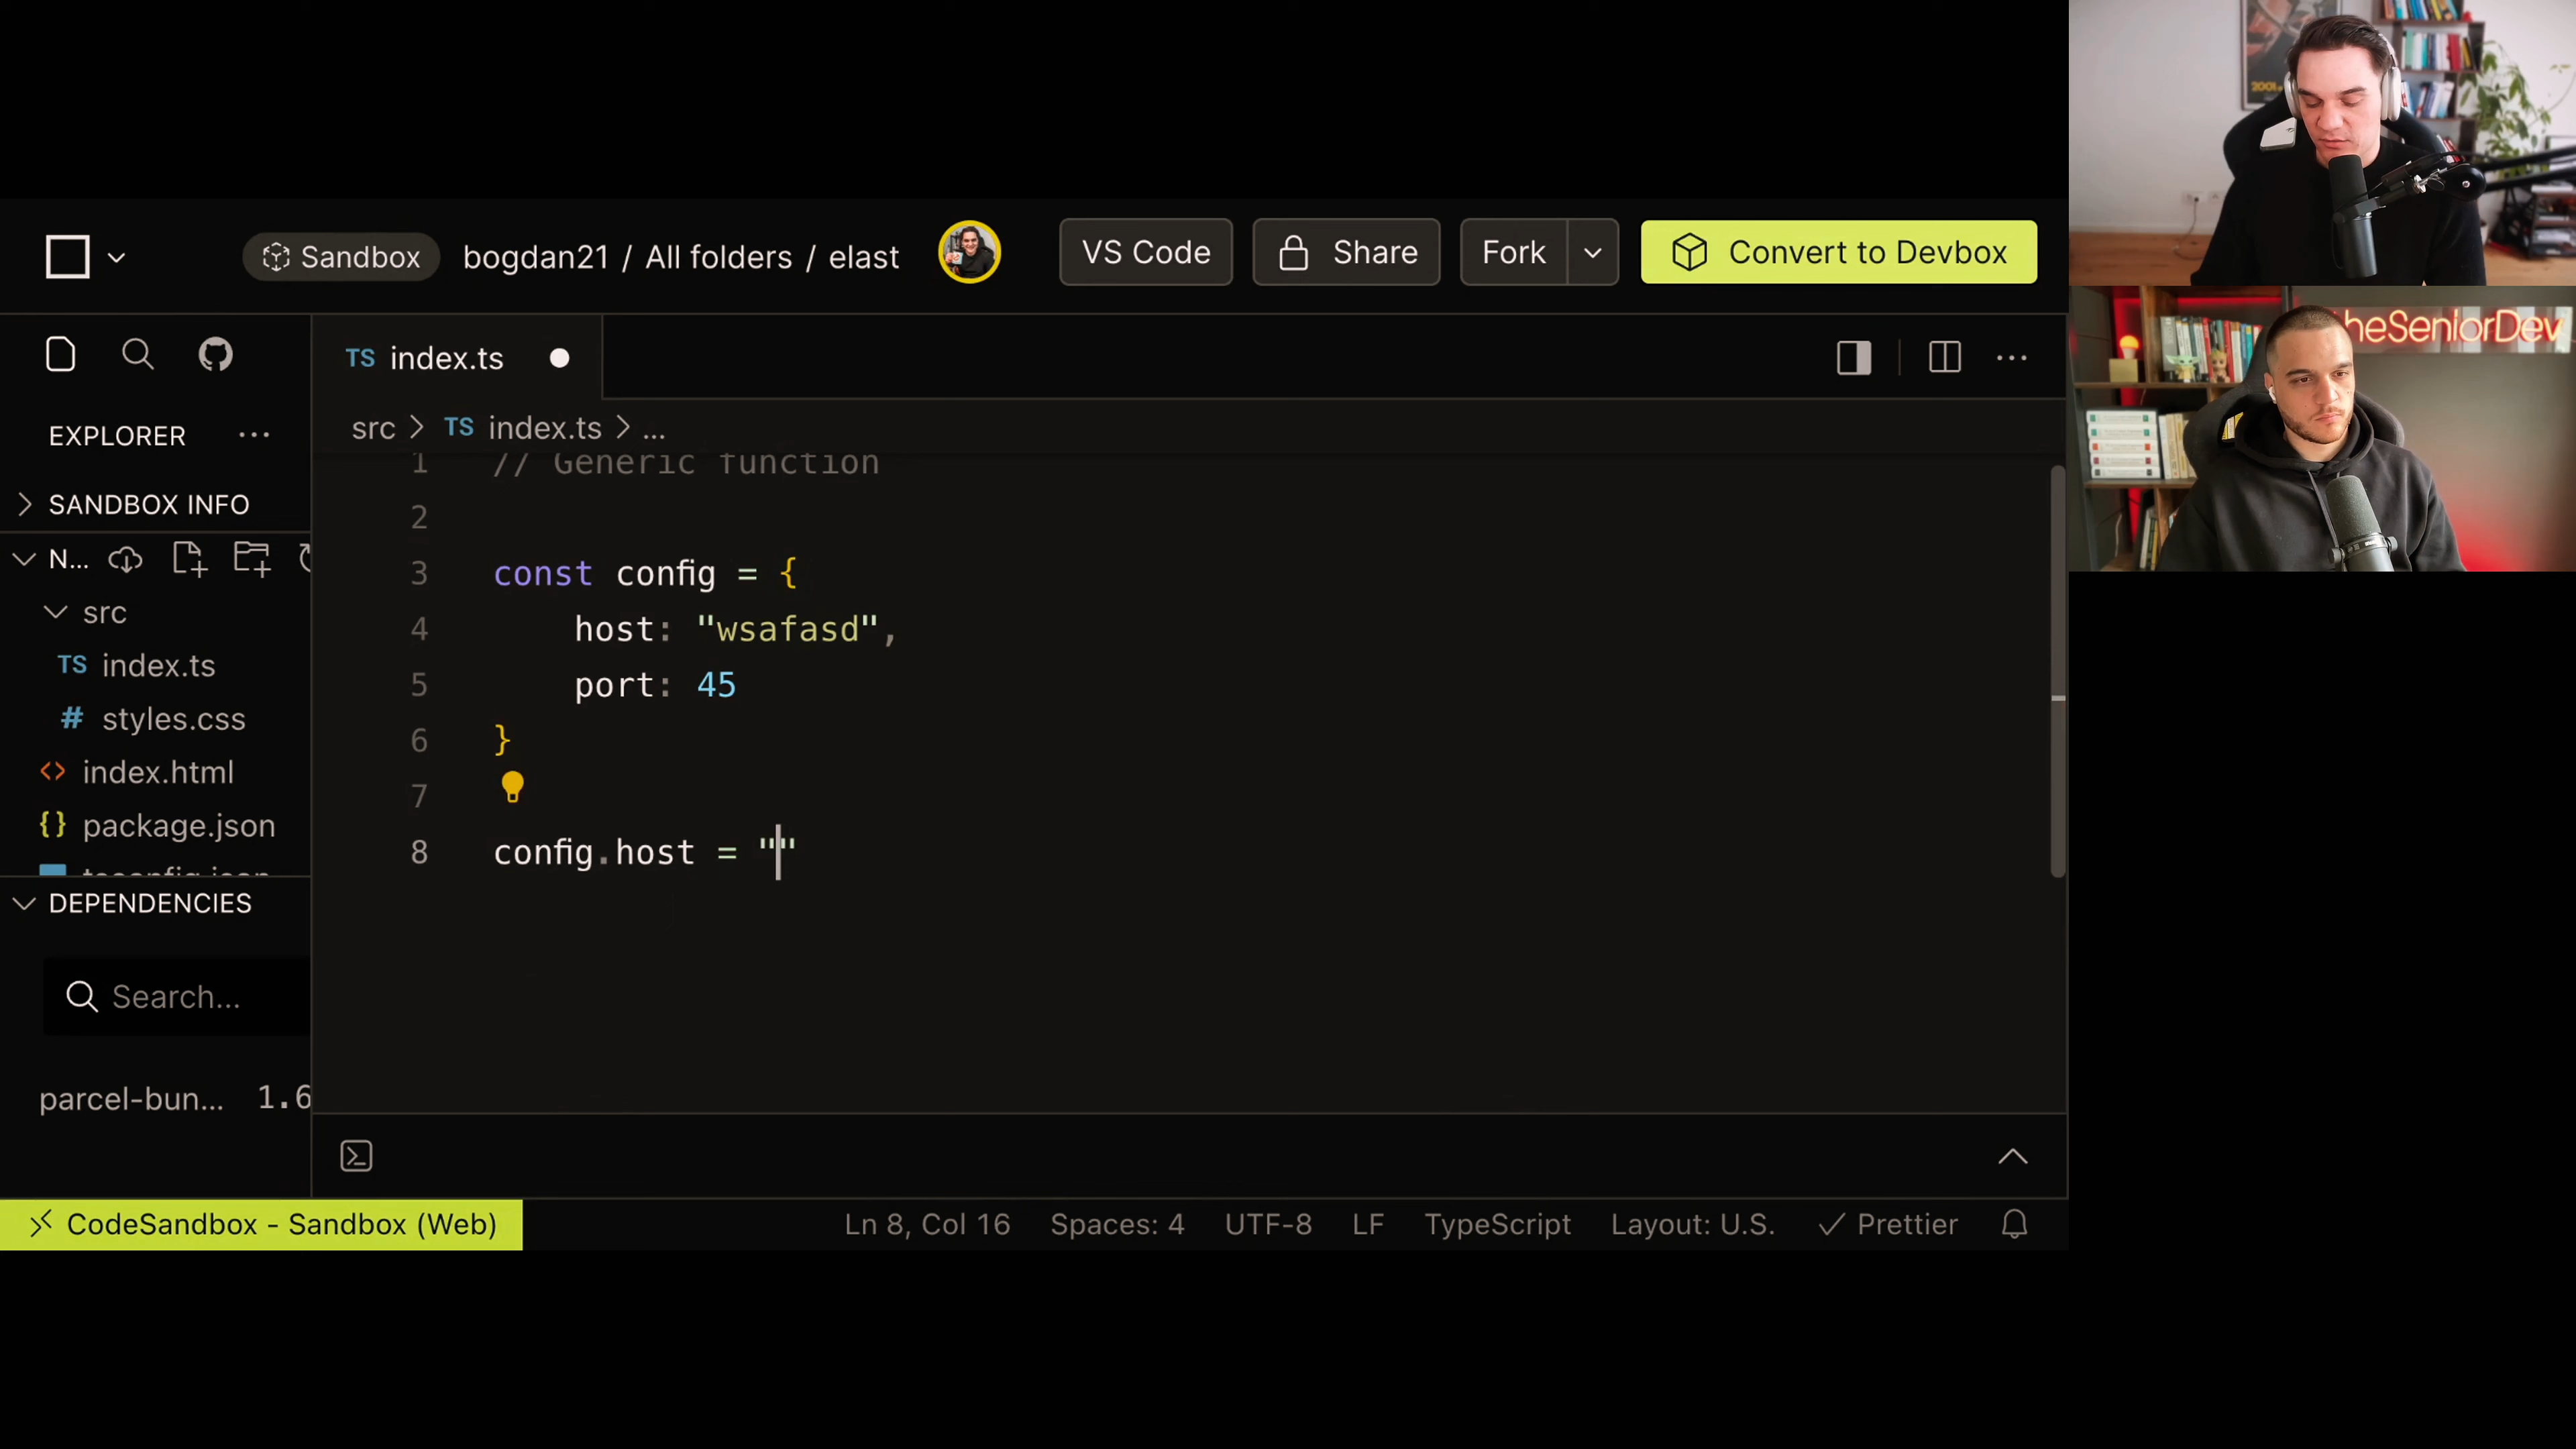 Sandbox bogdan21 / All folders / elast VS Code Share Fork Convert to Devbox
2001
heSeniorDev
TS index.ts
EXPLORER ...
src > TS index.ts > ...
SANDBOX INFO
N...
src
TS index.ts
# styles.css
<> index.html
{} package.json
tsconfig.json
DEPENDENCIES
Search...
parcel-bun... 1.6
1 // Generic function
2
3 const config = {
4 host: "wsafasd",
5 port: 45
6 }
7
8 config.host = ""
CodeSandbox - Sandbox (Web) Ln 8, Col 16 Spaces: 4 UTF-8 LF TypeScript Layout: U.S. Prettier